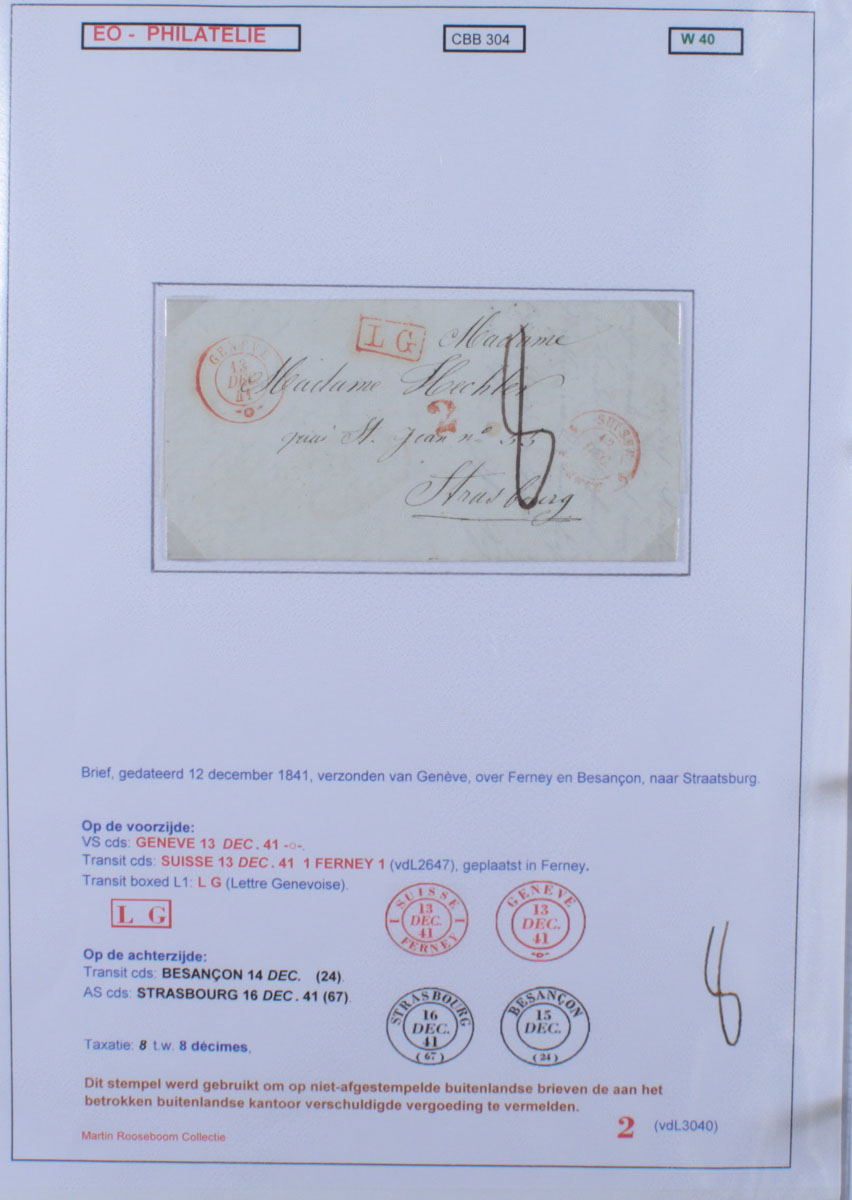 EO - PHILATELIE
CBB 304
W 40
L G
Madame
GENEVE
13
DEC
41
Madame Hechler
2
8
quai St. Jean n° 33
SUISSE
Strasbourg
Brief, gedateerd 12 december 1841, verzonden van Genève, over Ferney en Besançon, naar Straatsburg.
Op de voorzijde:
VS cds: GENEVE 13 DEC. 41 -○-.
Transit cds: SUISSE 13 DEC. 41 1 FERNEY 1 (vdL2647), geplaatst in Ferney.
Transit boxed L1: L G (Lettre Genevoise).
L G
1 SUISSE 1
13
DEC.
41
FERNEY
GENEVE
13
DEC.
41
Op de achterzijde:
Transit cds: BESANÇON 14 DEC. (24).
AS cds: STRASBOURG 16 DEC. 41 (67).
STRASBOURG
16
DEC.
41
(67)
BESANÇON
15
DEC.
(24)
8
Taxatie: 8 t.w. 8 décimes,
Dit stempel werd gebruikt om op niet-afgestempelde buitenlandse brieven de aan het
betrokken buitenlandse kantoor verschuldigde vergoeding te vermelden.
2 (vdL3040)
Martin Rooseboom Collectie